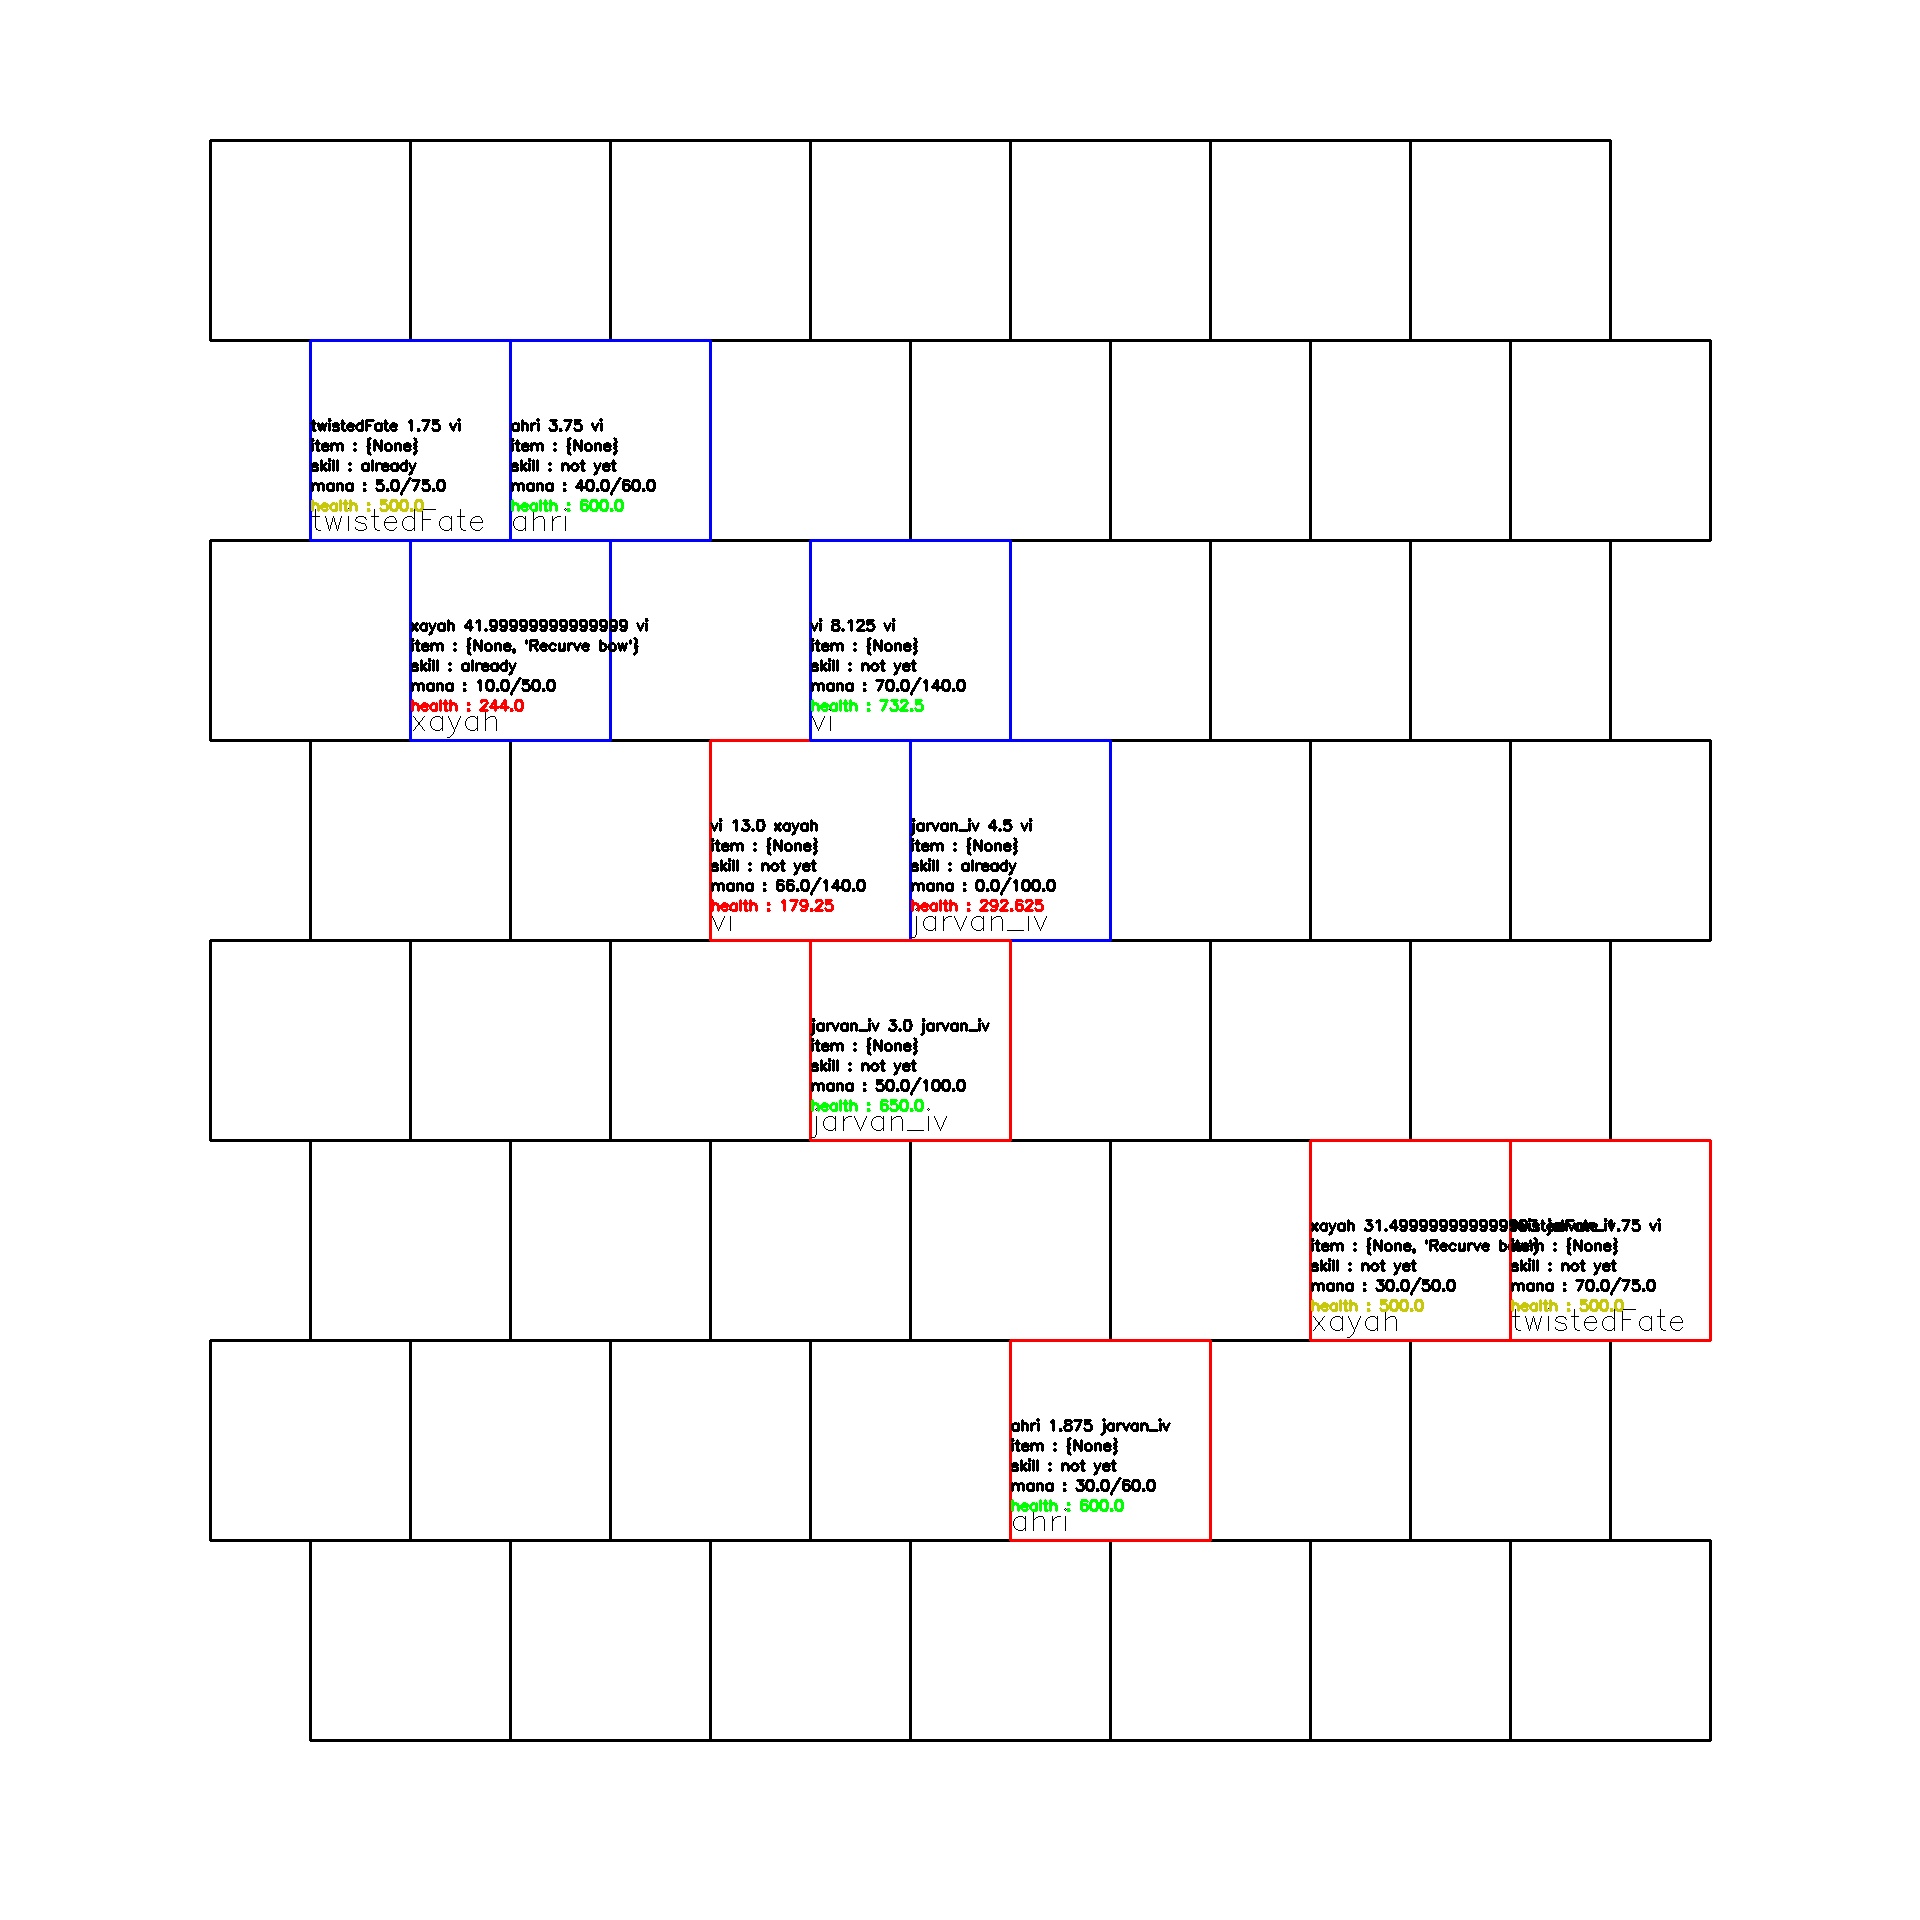 twistedFate 1.75 vi
item : {None}
skill : already
mana : 5.0/75.0
health : 500.0
twistedFate
ahri 3.75 vi
item : {None}
skill : not yet
mana : 40.0/60.0
health : 600.0
ahri
xayah 41.99999999999999 vi
item : {None, 'Recurve bow'}
skill : already
mana : 10.0/50.0
health : 244.0
xayah
vi 8.125 vi
item : {None}
skill : not yet
mana : 70.0/140.0
health : 732.5
vi
vi 13.0 xayah
item : {None}
skill : not yet
mana : 66.0/140.0
health : 179.25
vi
jarvan_iv 4.5 vi
item : {None}
skill : already
mana : 0.0/100.0
health : 292.625
jarvan_iv
jarvan_iv 3.0 jarvan_iv
item : {None}
skill : not yet
mana : 50.0/100.0
health : 650.0
jarvan_iv
xayah jarvan_iv
item : {None, 'Recurve bow'}
skill : not yet
mana : 30.0/50.0
health : 500.0
xayah
twistedFate 1.75 vi
item : {None}
skill : not yet
mana : 70.0/75.0
health : 500.0
twistedFate
ahri 1.875 jarvan_iv
item : {None}
skill : not yet
mana : 30.0/60.0
health : 600.0
ahri